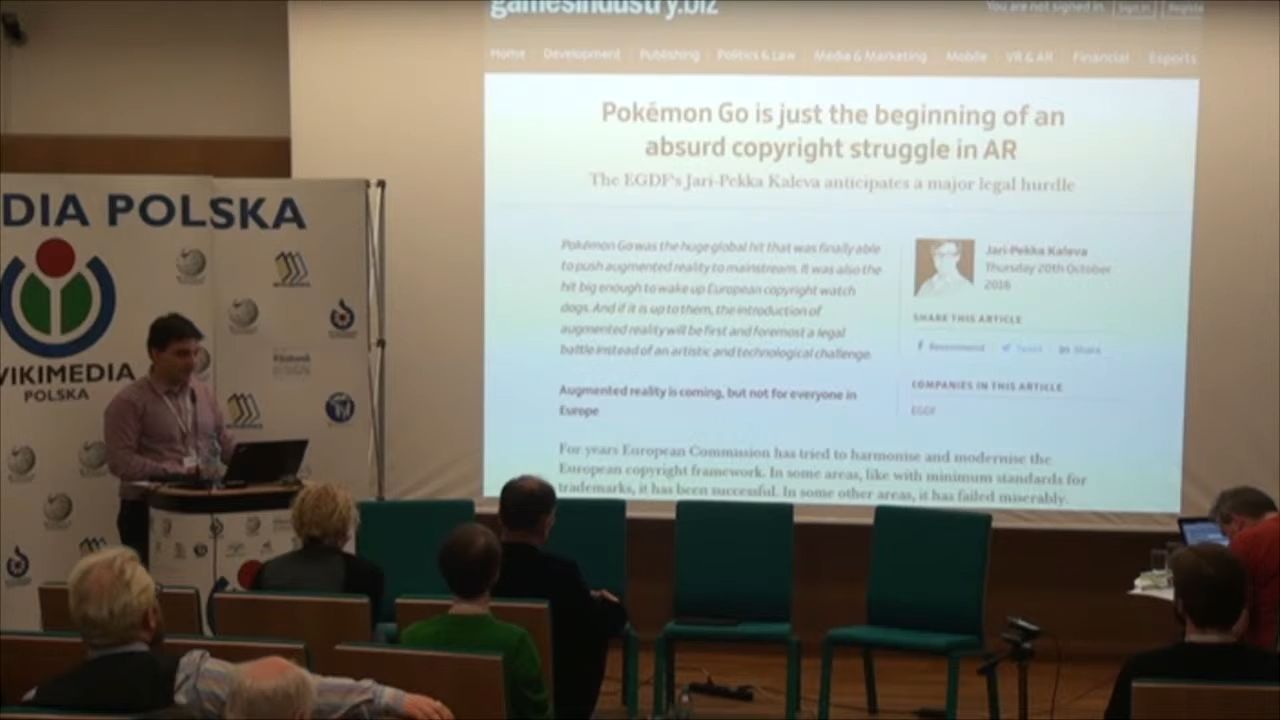 gamesindustry.biz
You are not signed in. Sign in Registe
Home Development Publishing Politics & Law Media & Marketing Mobile VR & AR Financial Esports
Pokémon Go is just the beginning of an
absurd copyright struggle in AR
The EGDF's Jari-Pekka Kaleva anticipates a major legal hurdle
Pokémon Go was the huge global hit that was finally able
to push augmented reality to mainstream. It was also the
hit big enough to wake up European copyright watch
dogs. And if it is up to them, the introduction of
augmented reality will be first and foremost a legal
battle instead of an artistic and technological challenge.
Jari-Pekka Kaleva
Thursday 20th October
2016
SHARE THIS ARTICLE
Recommend Tweet in Share
COMPANIES IN THIS ARTICLE
EGDF
Augmented reality is coming, but not for everyone in
Europe
For years European Commission has tried to harmonise and modernise the
European copyright framework. In some areas, like with minimum standards for
trademarks, it has been successful. In some other areas, it has failed miserably.
DIA POLSKA
WIKIMEDIA
POLSKA